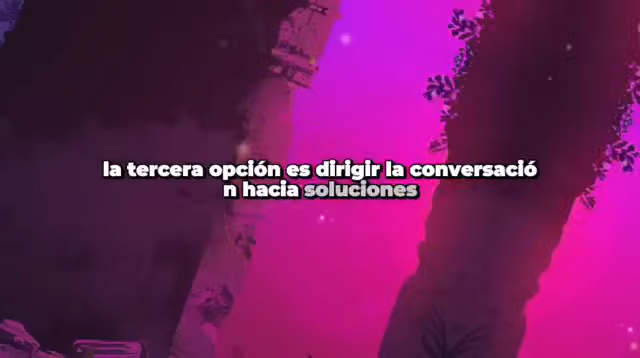 la tercera opción es dirigir la conversació
n hacia soluciones